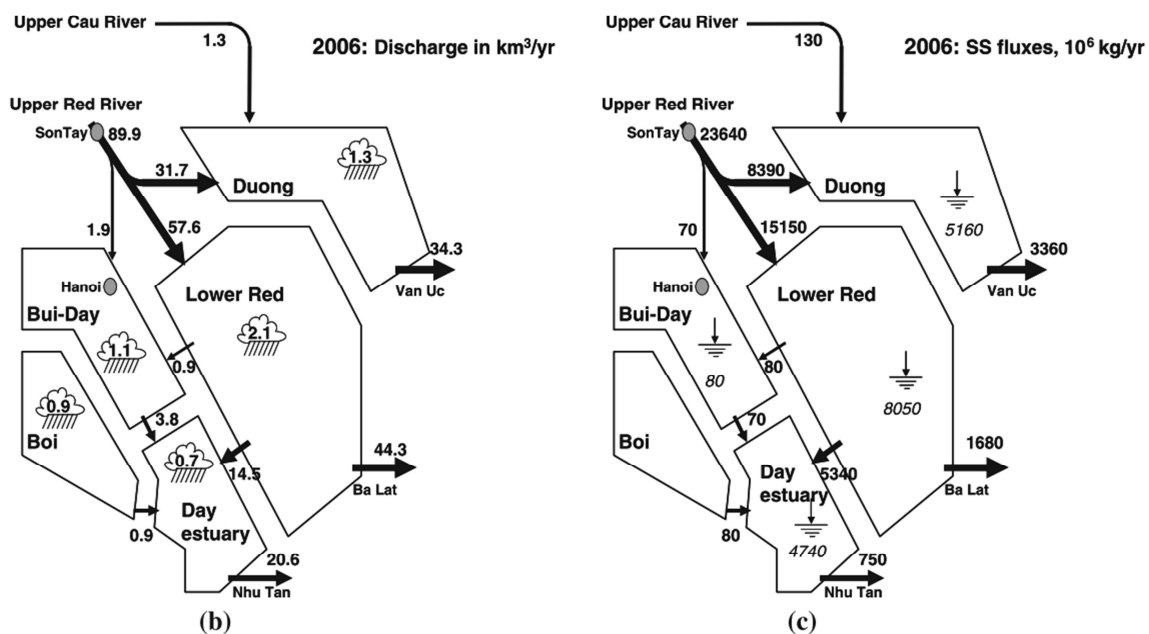 Upper Cau River
1.3
2006: Discharge in km³/yr
Upper Red River
SonTay
89.9
1.3
31.7
Duong
1.9
57.6
34.3
Van Uc
Hanoi
Lower Red
Bui-Day
2.1
1.1
0.9
0.9
3.8
Boi
0.7
14.5
44.3
Ba Lat
Day
estuary
0.9
20.6
Nhu Tan
(b)
Upper Cau River
130
2006: SS fluxes, 10⁶ kg/yr
Upper Red River
SonTay
23640
8390
Duong
5160
70
15150
3360
Van Uc
Hanoi
Lower Red
Bui-Day
80
80
8050
70
Boi
1680
Day
estuary
5340
Ba Lat
80
4740
750
Nhu Tan
(c)